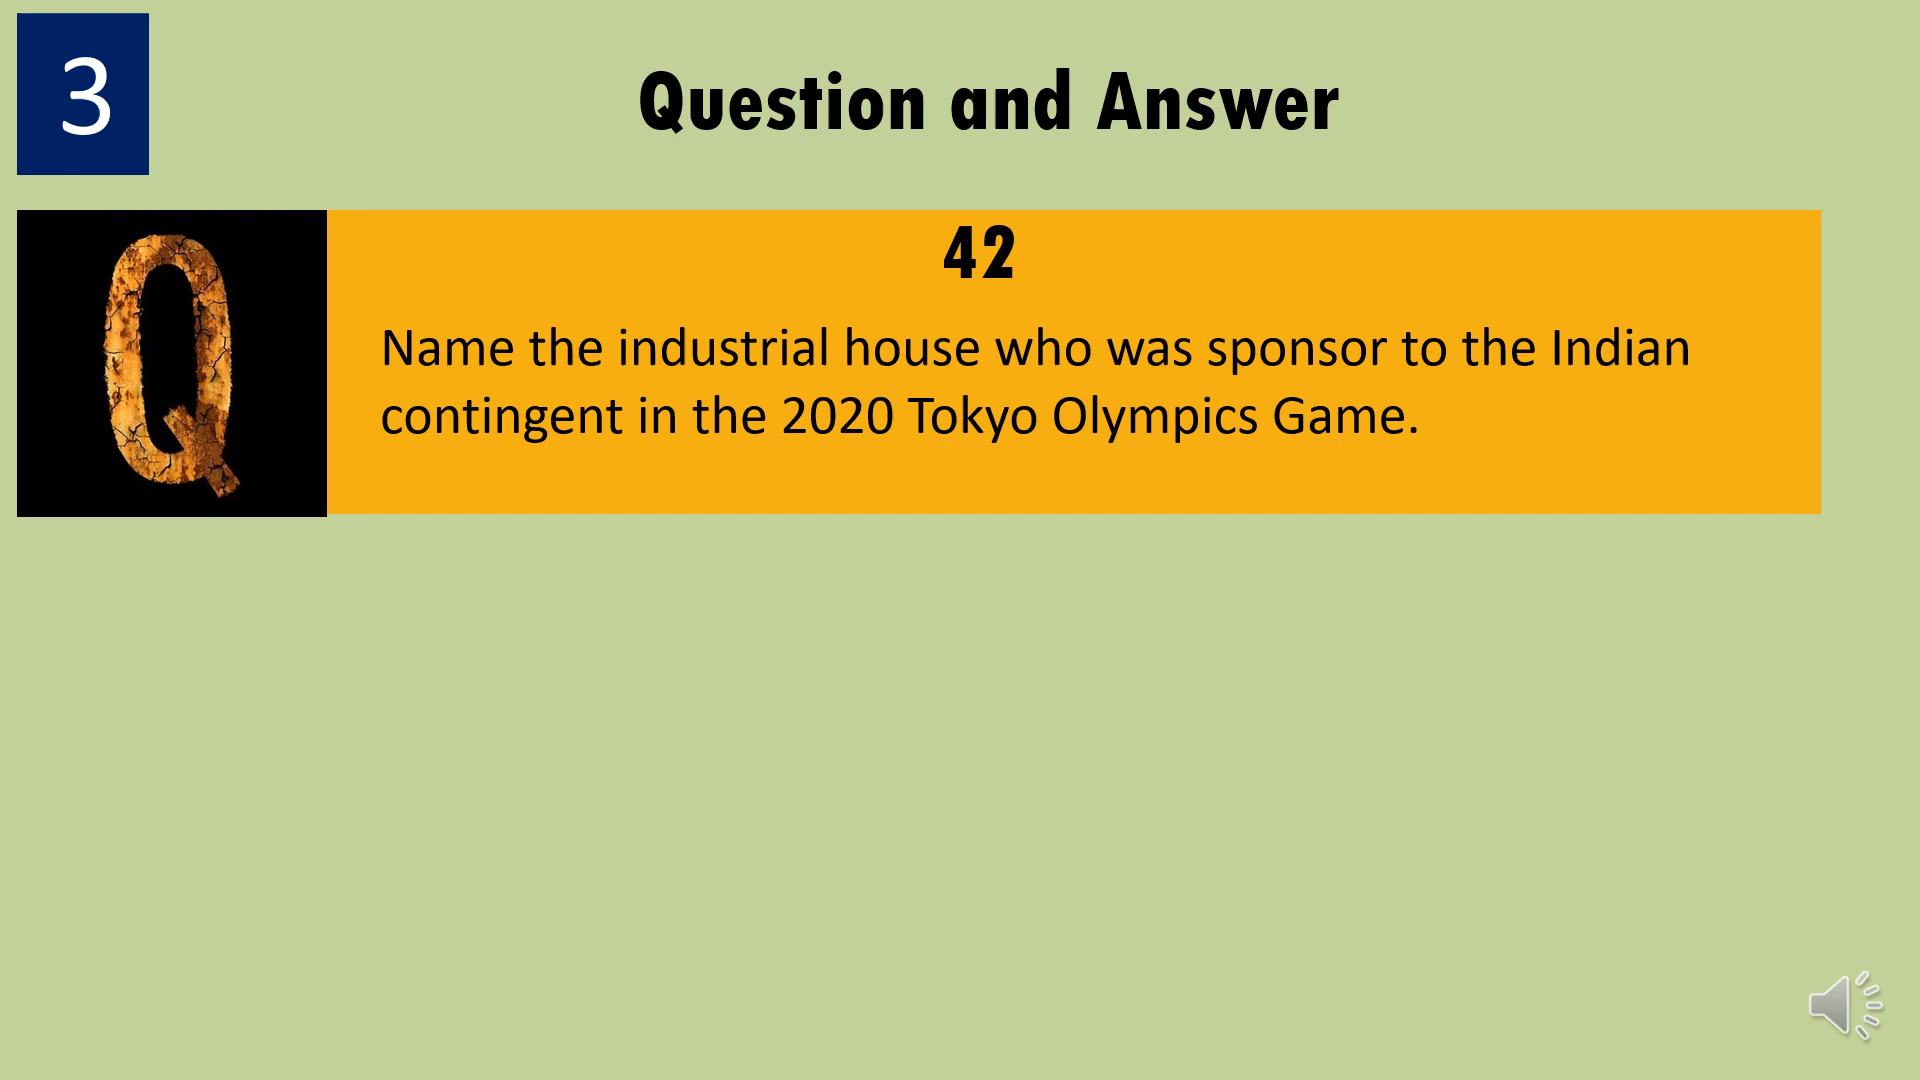 3
Question and Answer
Q
42
Name the industrial house who was sponsor to the Indian
contingent in the 2020 Tokyo Olympics Game.